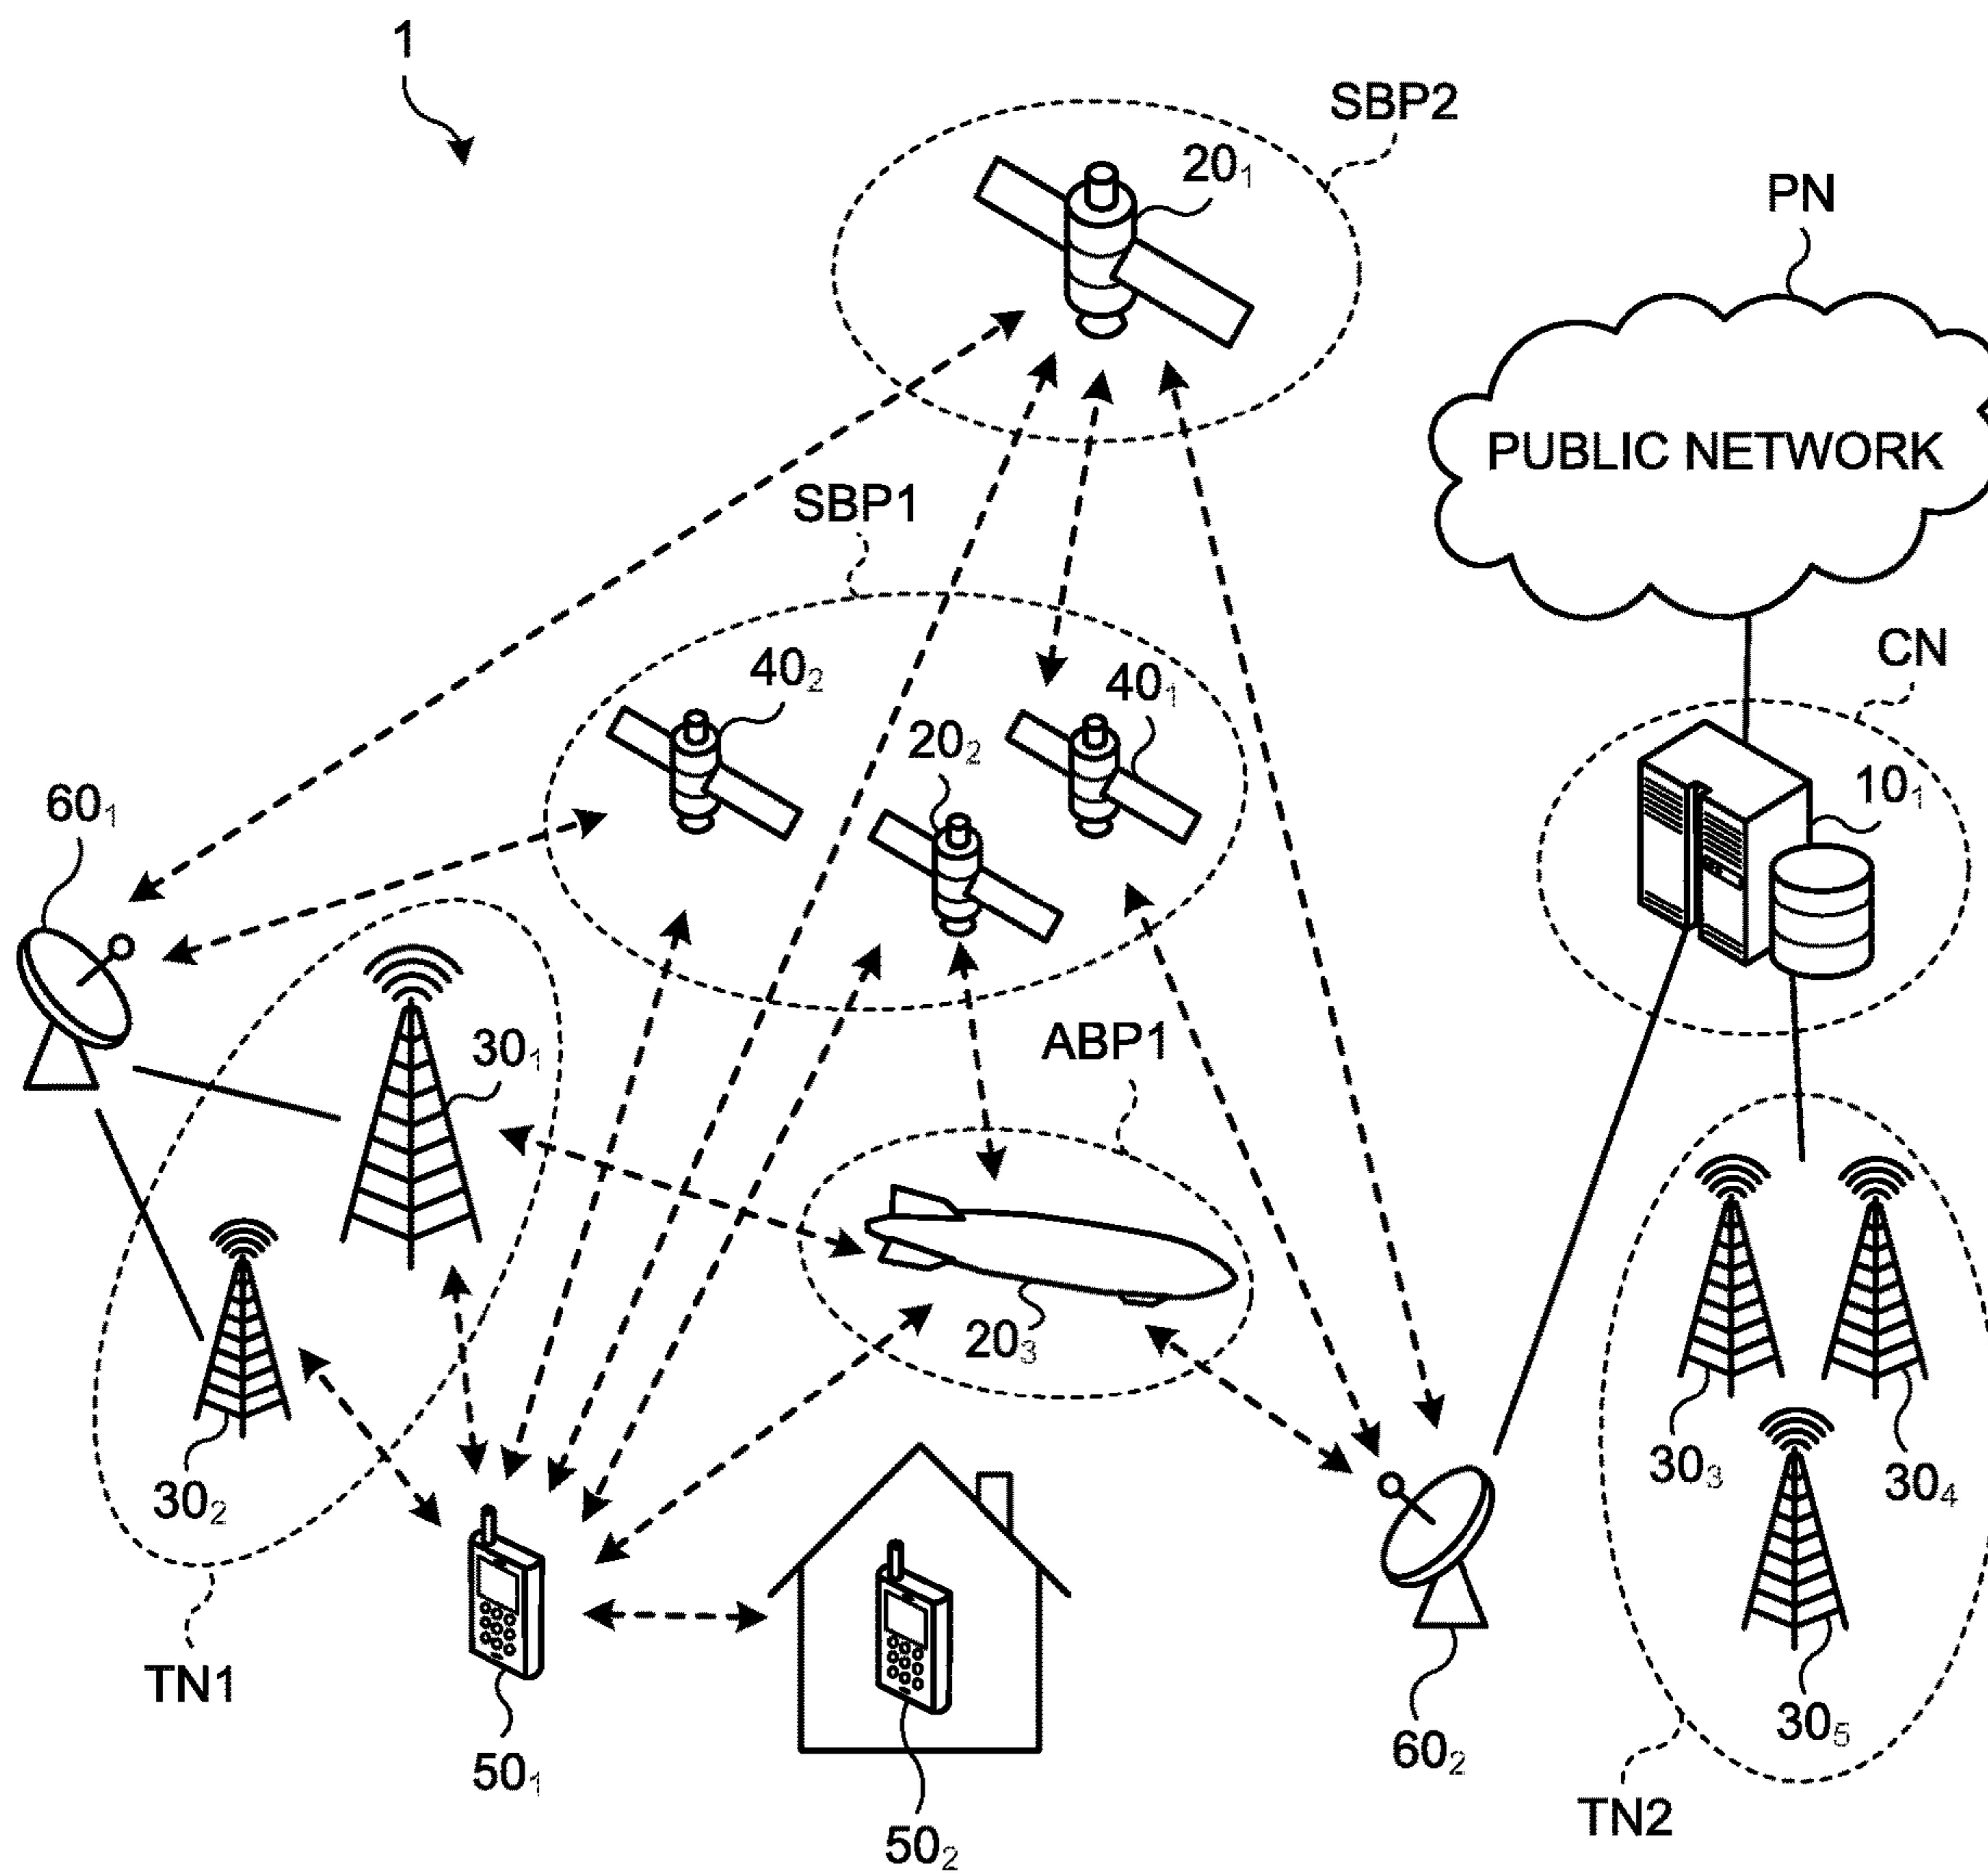 1
SBP2
20₁
PN
PUBLIC NETWORK
SBP1
CN
40₂
40₁
20₂
10₁
60₁
30₁
ABP1
20₃
30₂
30₃
30₄
TN1
50₁
60₂
30₅
50₂
TN2